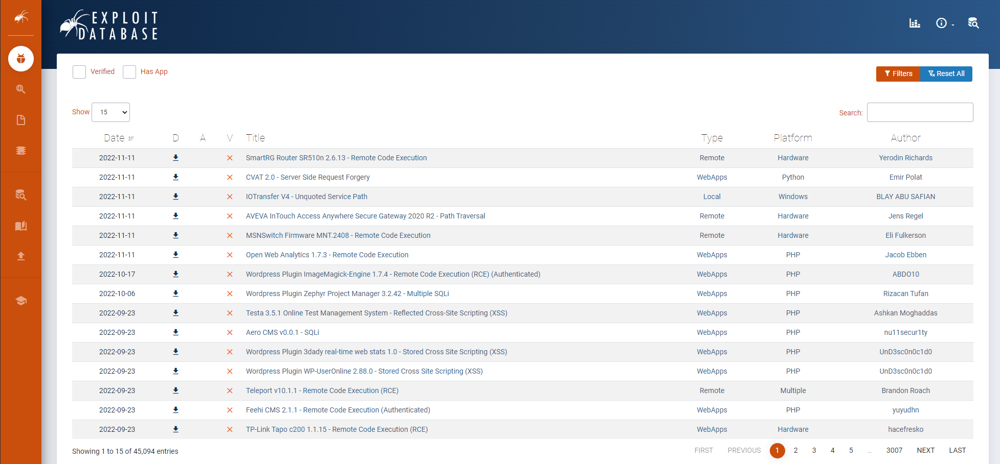 EXPLOIT
DATABASE
Verified Has App Filters Reset All
Show 15 Search:
Date D A V Title Type Platform Author
2022-11-11 SmartRG Router SR510n 2.6.13 - Remote Code Execution Remote Hardware Yerodin Richards
2022-11-11 CVAT 2.0 - Server Side Request Forgery WebApps Python Emir Polat
2022-11-11 IOTransfer V4 - Unquoted Service Path Local Windows BLAY ABU SAFIAN
2022-11-11 AVEVA InTouch Access Anywhere Secure Gateway 2020 R2 - Path Traversal Remote Hardware Jens Regel
2022-11-11 MSNSwitch Firmware MNT.2408 - Remote Code Execution Remote Hardware Eli Fulkerson
2022-11-11 Open Web Analytics 1.7.3 - Remote Code Execution WebApps PHP Jacob Ebben
2022-10-17 Wordpress Plugin ImageMagick-Engine 1.7.4 - Remote Code Execution (RCE) (Authenticated) WebApps PHP ABDO10
2022-10-06 Wordpress Plugin Zephyr Project Manager 3.2.42 - Multiple SQLi WebApps PHP Rizacan Tufan
2022-09-23 Testa 3.5.1 Online Test Management System - Reflected Cross-Site Scripting (XSS) WebApps PHP Ashkan Moghaddas
2022-09-23 Aero CMS v0.0.1 - SQLi WebApps PHP nu11secur1ty
2022-09-23 Wordpress Plugin 3dady real-time web stats 1.0 - Stored Cross Site Scripting (XSS) WebApps PHP UnD3sc0n0c1d0
2022-09-23 Wordpress Plugin WP-UserOnline 2.88.0 - Stored Cross Site Scripting (XSS) WebApps PHP UnD3sc0n0c1d0
2022-09-23 Teleport v10.1.1 - Remote Code Execution (RCE) Remote Multiple Brandon Roach
2022-09-23 Feehi CMS 2.1.1 - Remote Code Execution (Authenticated) WebApps PHP yuyudhn
2022-09-23 TP-Link Tapo c200 1.1.15 - Remote Code Execution (RCE) WebApps Hardware hacefresko
Showing 1 to 15 of 45,094 entries FIRST PREVIOUS 1 2 3 4 5 … 3007 NEXT LAST